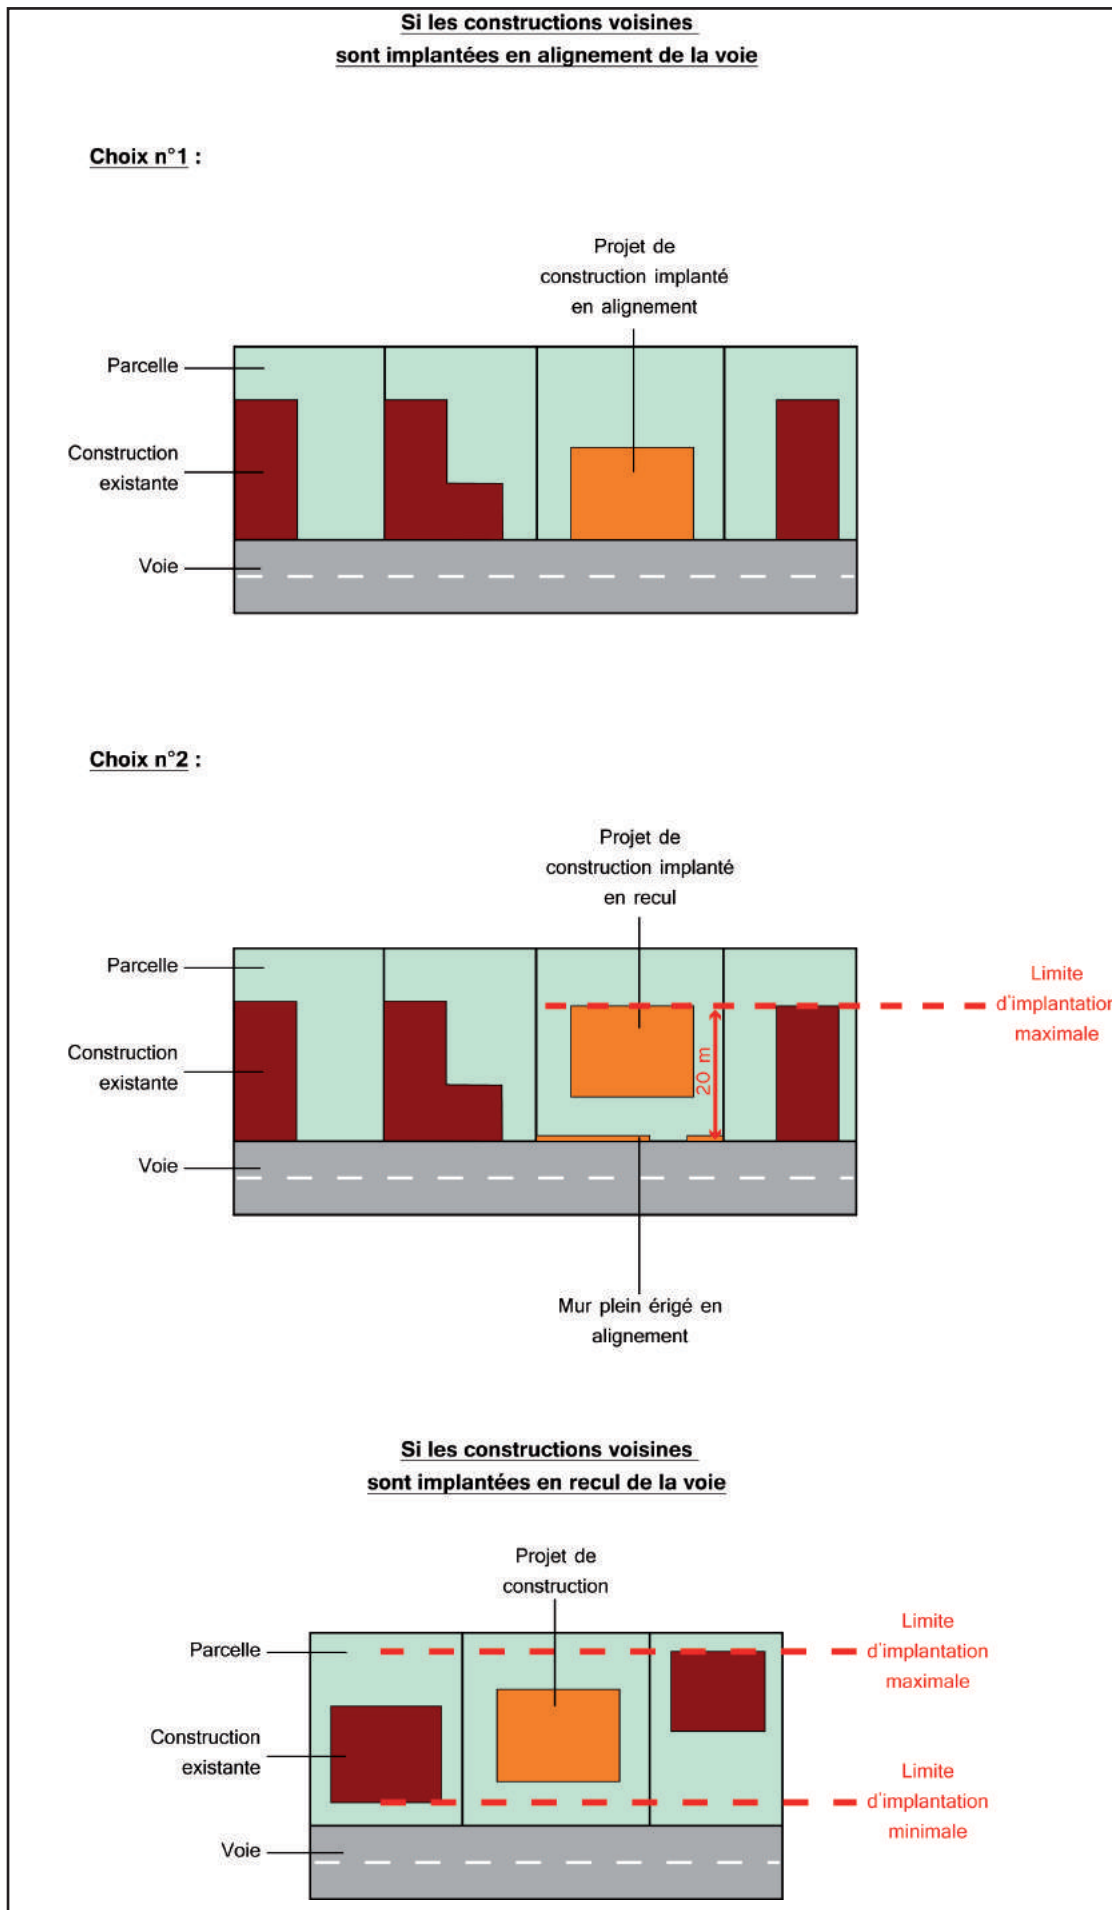 Si les constructions voisines
sont implantées en alignement de la voie
Choix n°1 :
Projet de
construction implanté
en alignement
Parcelle
Construction
existante
Voie
Choix n°2 :
Projet de
construction implanté
en recul
Parcelle
Limite
d'implantation
maximale
Construction
existante
20 m
Voie
Mur plein érigé en
alignement
Si les constructions voisines
sont implantées en recul de la voie
Projet de
construction
Parcelle
Limite
d'implantation
maximale
Construction
existante
Limite
d'implantation
minimale
Voie